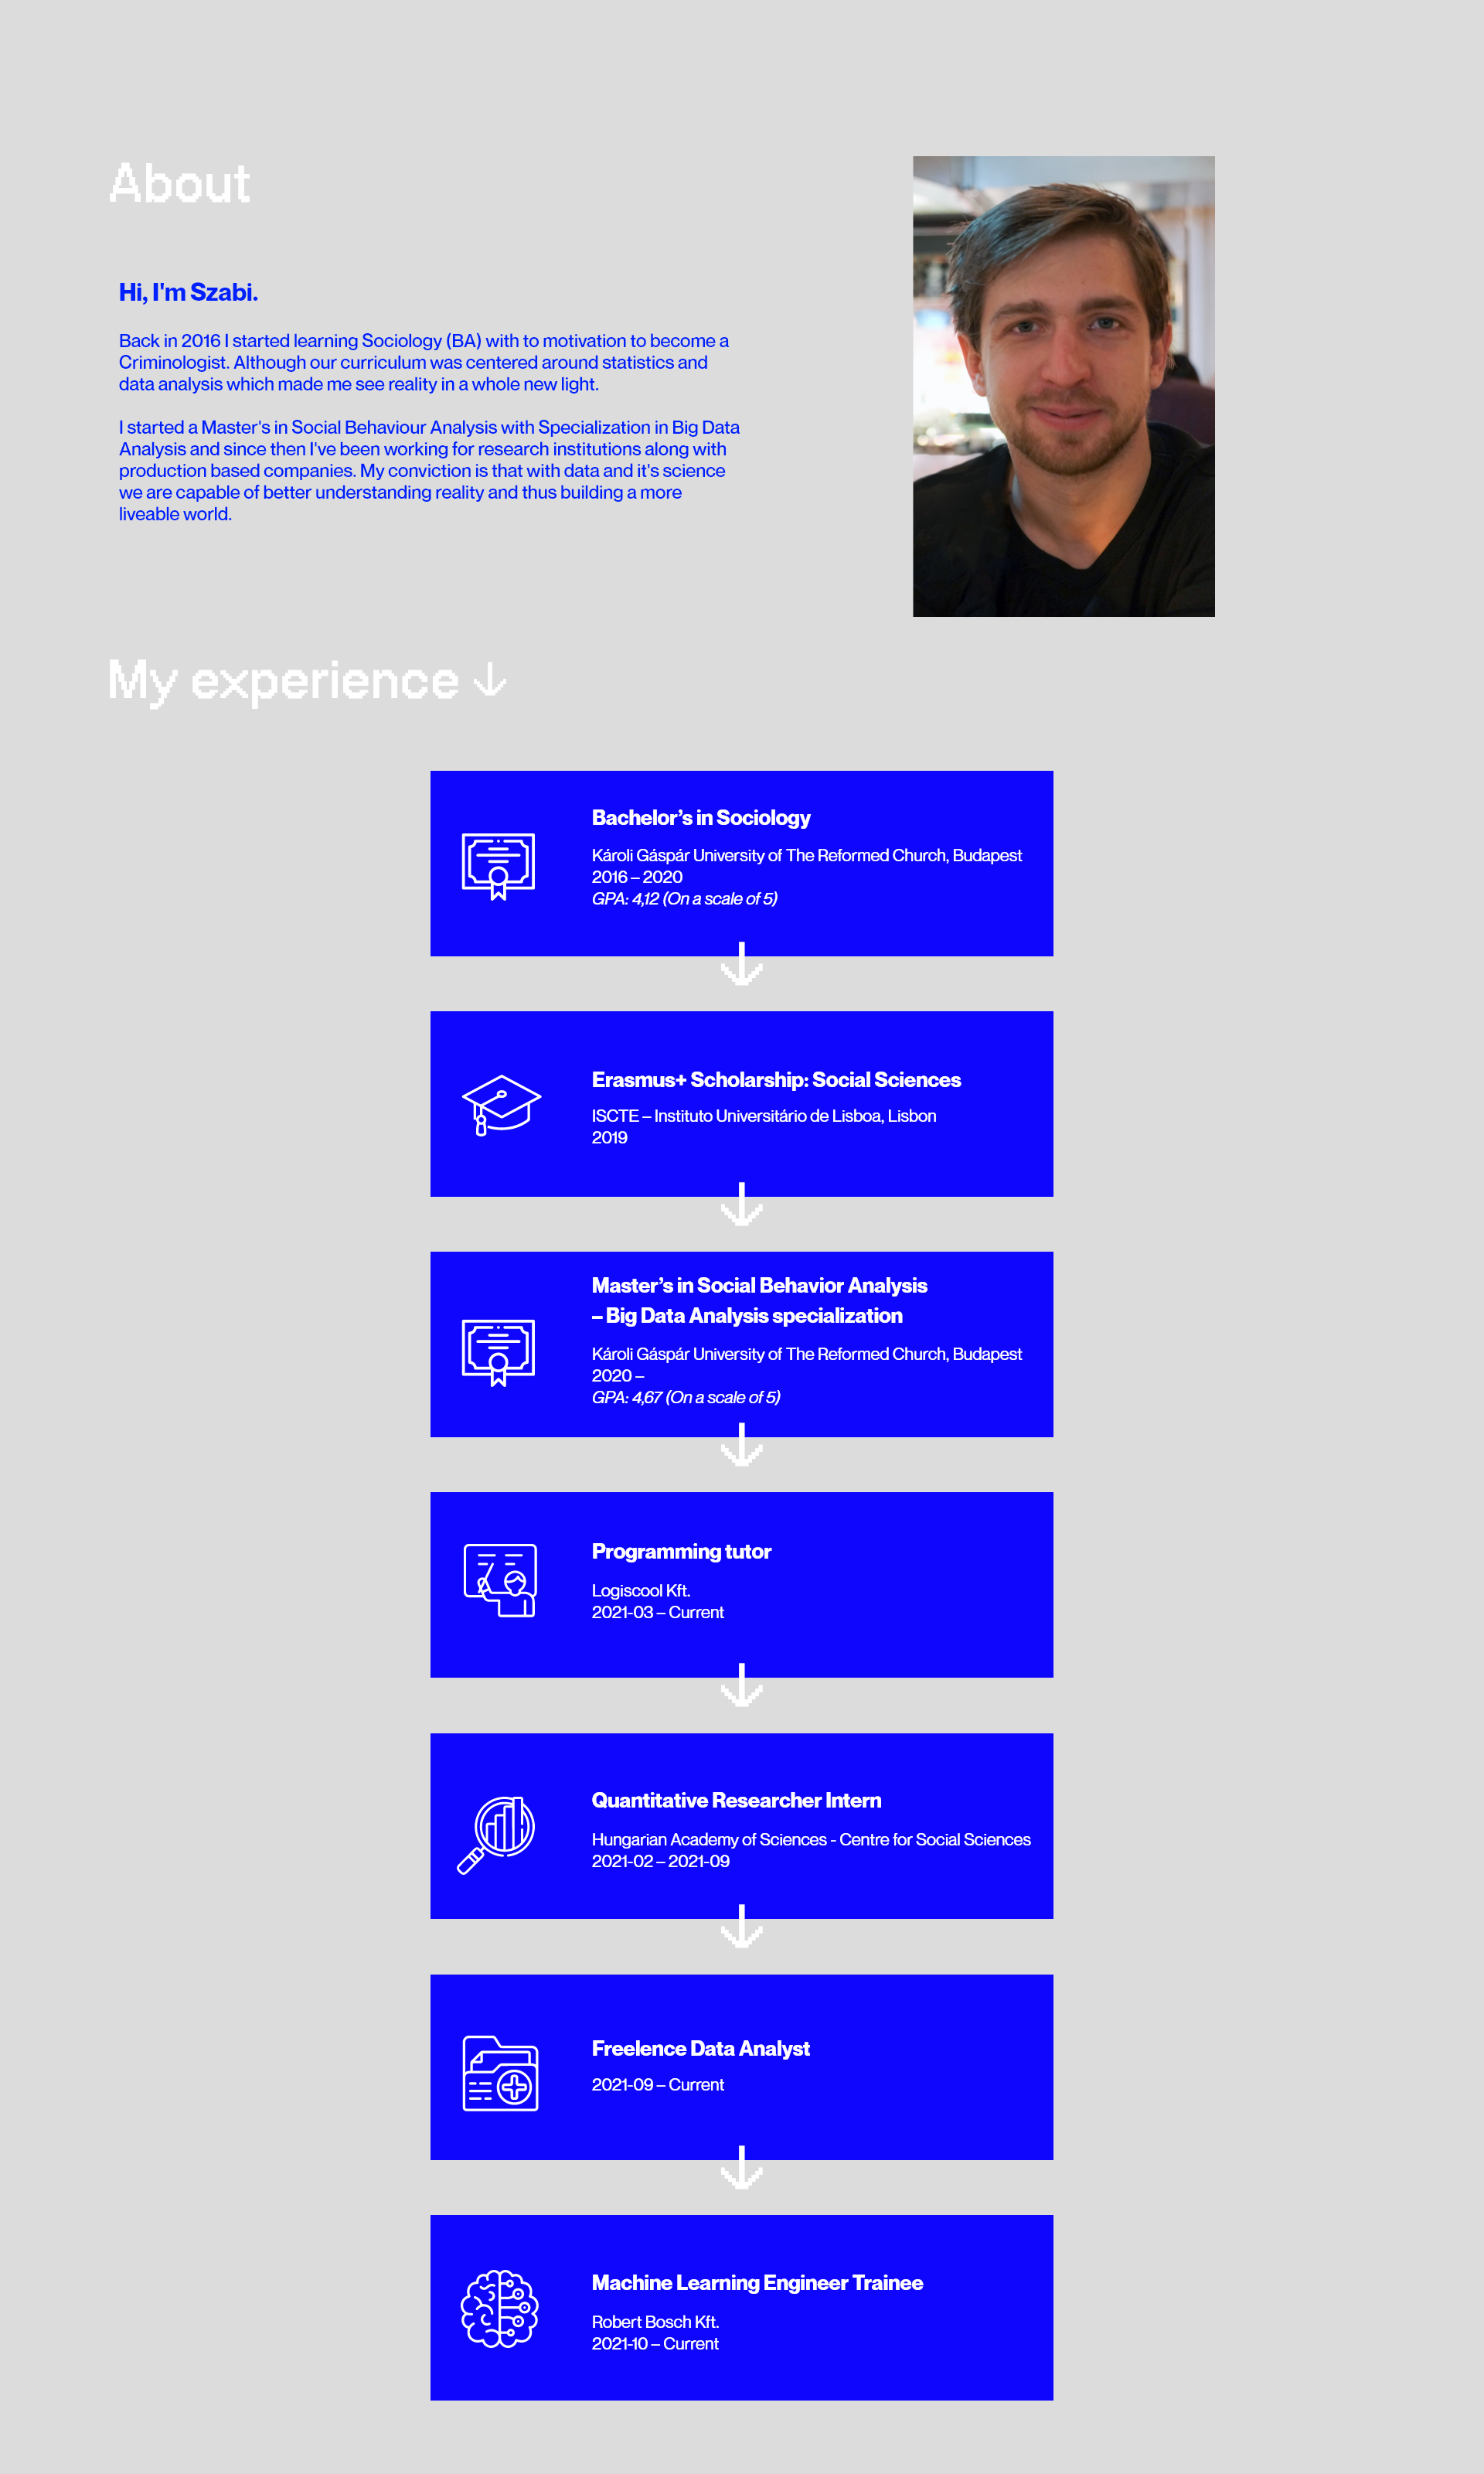 About
Hi, I'm Szabi.
Back in 2016 I started learning Sociology (BA) with to motivation to become a
Criminologist. Although our curriculum was centered around statistics and
data analysis which made me see reality in a whole new light.
I started a Master's in Social Behaviour Analysis with Specialization in Big Data
Analysis and since then I've been working for research institutions along with
production based companies. My conviction is that with data and it's science
we are capable of better understanding reality and thus building a more
liveable world.
My experience ↓
Bachelor’s in Sociology
Károli Gáspár University of The Reformed Church, Budapest
2016 – 2020
GPA: 4,12 (On a scale of 5)
Erasmus+ Scholarship: Social Sciences
ISCTE – Instituto Universitário de Lisboa, Lisbon
2019
Master’s in Social Behavior Analysis
– Big Data Analysis specialization
Károli Gáspár University of The Reformed Church, Budapest
2020 –
GPA: 4,67 (On a scale of 5)
Programming tutor
Logiscool Kft.
2021-03 – Current
Quantitative Researcher Intern
Hungarian Academy of Sciences - Centre for Social Sciences
2021-02 – 2021-09
Freelence Data Analyst
2021-09 – Current
Machine Learning Engineer Trainee
Robert Bosch Kft.
2021-10 – Current